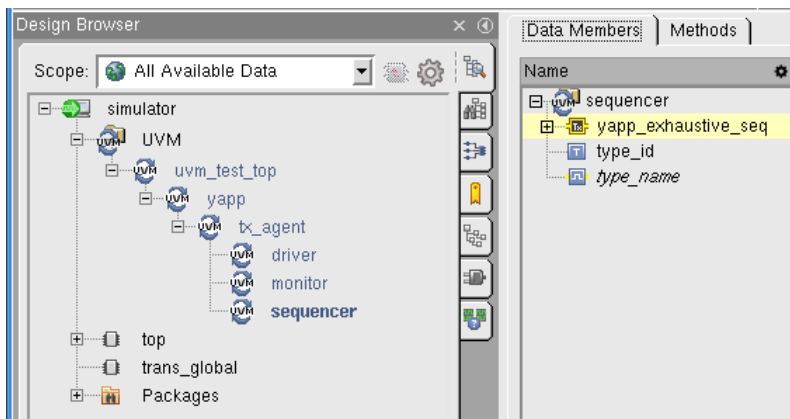 Design Browser
Scope: All Available Data
simulator
UVM
uvm_test_top
yapp
tx_agent
driver
monitor
sequencer
top
trans_global
Packages
Data Members
Methods
Name
sequencer
yapp_exhaustive_seq
type_id
type_name